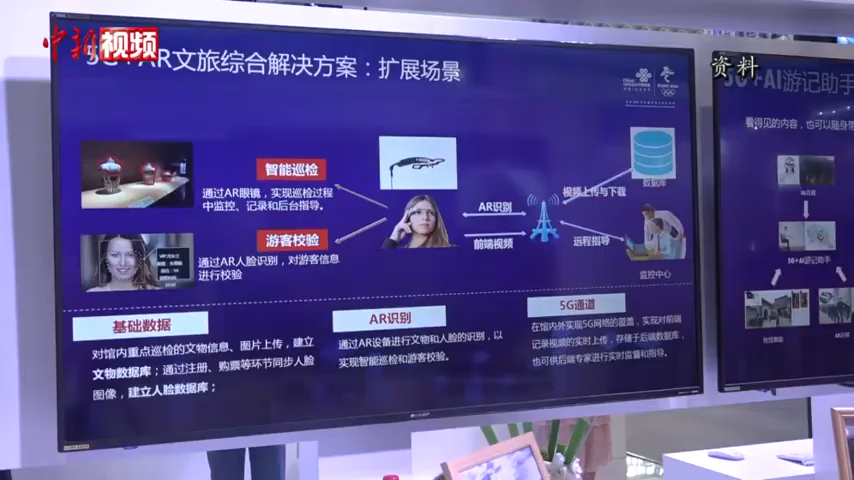 中新视频
资料
5G+AR文旅综合解决方案：扩展场景
China unicom
智能巡检
通过AR眼镜，实现巡检过程
中监控、记录和后台指导。
游客校验
通过AR人脸识别，对游客信息
进行校验
AR识别
前端视频
视频上传与下载
远程指导
数据库
监控中心
基础数据
对馆内重点巡检的文物信息、图片上传，建立
文物数据库；通过注册、购票等环节同步人脸
图像，建立人脸数据库；
AR识别
通过AR设备进行文物和人脸的识别，以
实现智能巡检和游客校验。
5G通道
在馆内外实现5G网络的覆盖，实现对前端
记录视频的实时上传，存储于后端数据库，
也可供后端专家进行实时监督和指导。
5G+AI游记助手
看得见的内容，也可以随身带
5G+AI游记助手